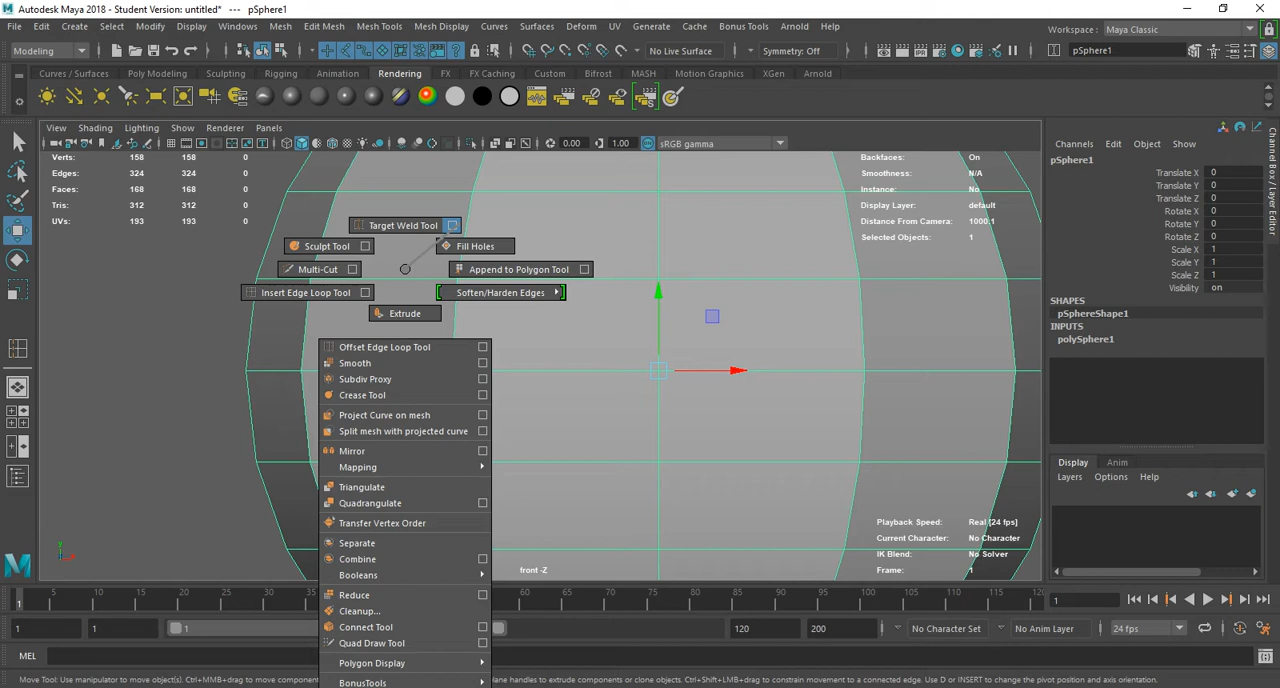 Autodesk Maya 2018 - Student Version: untitled* --- pSphere1
File Edit Create Select Modify Display Windows Mesh Edit Mesh Mesh Tools Mesh Display Curves Surfaces Deform UV Generate Cache Bonus Tools Arnold Help Workspace : Maya Classic
Modeling No Live Surface Symmetry: Off pSphere1
Curves / Surfaces Poly Modeling Sculpting Rigging Animation Rendering FX FX Caching Custom Bifrost MASH Motion Graphics XGen Arnold
View Shading Lighting Show Renderer Panels
0.00 1.00 sRGB gamma
Channels Edit Object Show
Verts: 158 158 0
Edges: 324 324 0
Faces: 168 168 0
Tris: 312 312 0
UVs: 193 193 0
Backfaces: On
Smoothness: N/A
Instance: No
Display Layer: default
Distance From Camera: 1000.1
Selected Objects: 1
pSphere1
Translate X 0
Translate Y 0
Translate Z 0
Rotate X 0
Rotate Y 0
Rotate Z 0
Scale X 1
Scale Y 1
Scale Z 1
Visibility on
SHAPES
pSphereShape1
INPUTS
polySphere1
Channel Box / Layer Editor
Target Weld Tool
Sculpt Tool Fill Holes
Multi-Cut Append to Polygon Tool
Insert Edge Loop Tool Soften/Harden Edges
Extrude
Offset Edge Loop Tool
Smooth
Subdiv Proxy
Crease Tool
Project Curve on mesh
Split mesh with projected curve
Mirror
Mapping
Triangulate
Quadrangulate
Transfer Vertex Order
Separate
Combine
Booleans
Reduce
Cleanup...
Connect Tool
Quad Draw Tool
Polygon Display
BonusTools
Display Anim
Layers Options Help
Playback Speed: Real [24 fps]
Current Character: No Character
IK Blend: No Solver
Frame: 1
front -Z
y
1 5 10 15 20 25 30 60 65 70 75 80 85 90 95 100 105 110 115 120 1
1 1 1 120 200 No Character Set No Anim Layer 24 fps
MEL
Move Tool: Use manipulator to move object(s). Ctrl+MMB+drag to move componen
plane handles to extrude components or clone objects. Ctrl+Shift+LMB+drag to constrain movement to a connected edge. Use D or INSERT to change the pivot position and axis orientation.